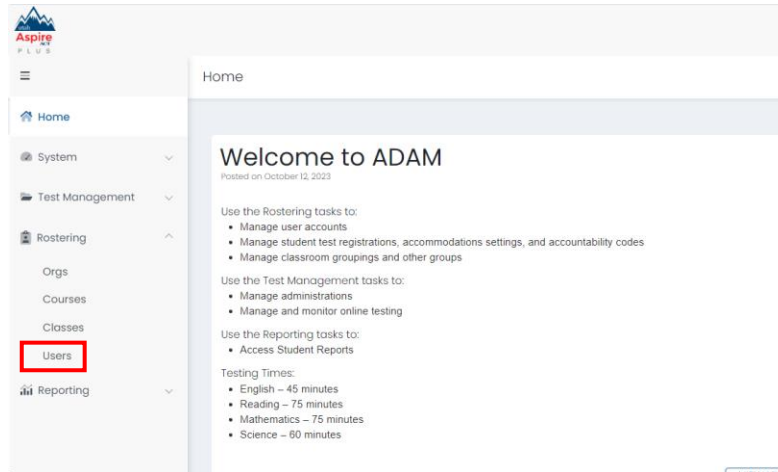 Utah
Aspire
PLUS
Home
Home
System
Test Management
Rostering
Orgs
Courses
Classes
Users
Reporting
Welcome to ADAM
Posted on October 12, 2023
Use the Rostering tasks to:
• Manage user accounts
• Manage student test registrations, accommodations settings, and accountability codes
• Manage classroom groupings and other groups
Use the Test Management tasks to:
• Manage administrations
• Manage and monitor online testing
Use the Reporting tasks to:
• Access Student Reports
Testing Times:
• English – 45 minutes
• Reading – 75 minutes
• Mathematics – 75 minutes
• Science – 60 minutes